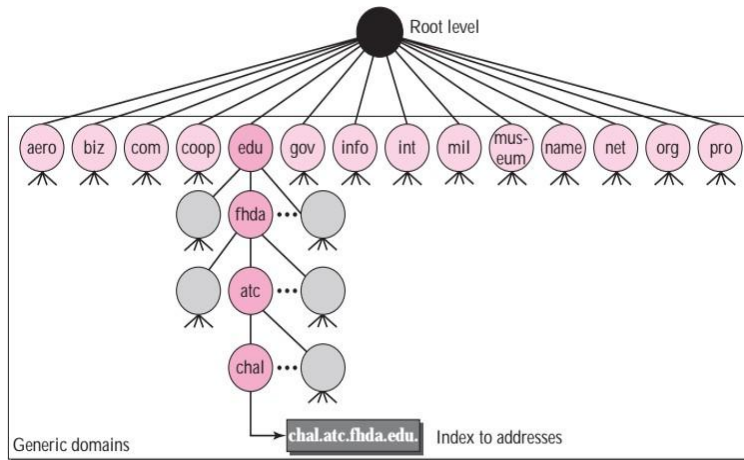 Root level
aero biz com coop edu gov info int mil mus-
eum name net org pro
fhda
atc
chal
chal.atc.fhda.edu. Index to addresses
Generic domains